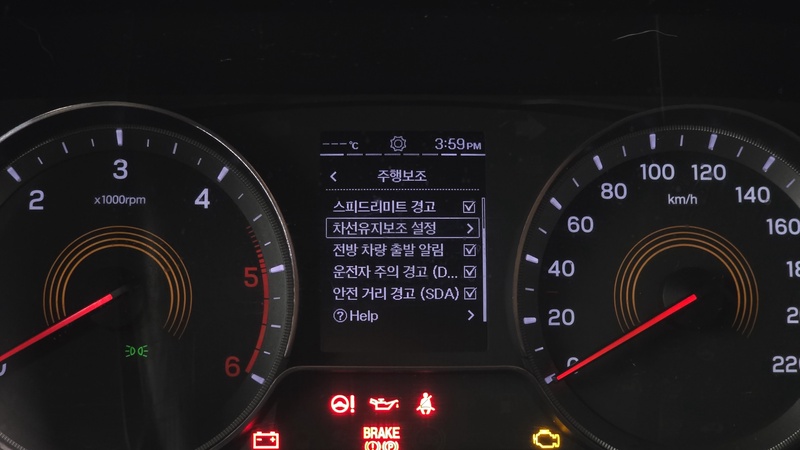 ---°C 3:59PM
< 주행보조
스피드리미트 경고
차선유지보조 설정 >
전방 차량 출발 알림
운전자 주의 경고 (D...
안전 거리 경고 (SDA)
? Help >
2 3 4 5 6
x1000rpm
0 20 40 60 80 100 120 140 160 220
km/h
BRAKE
(!) (P)